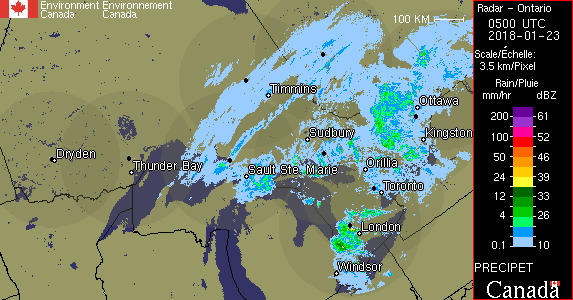 Environment Environnement
Canada Canada
100 KM
Radar - Ontario
0500 UTC
2018-01-23
Scale/Échelle:
3.5 km/Pixel
Rain/Pluie
mm/hr dBZ
200 61
100 52
50 46
24 39
12 33
4 26
0.1 10
PRECIPET
Canada
Timmins
Ottawa
Sudbury
Kingston
Dryden
Thunder Bay
Sault Ste. Marie
Orillia
Toronto
London
Windsor